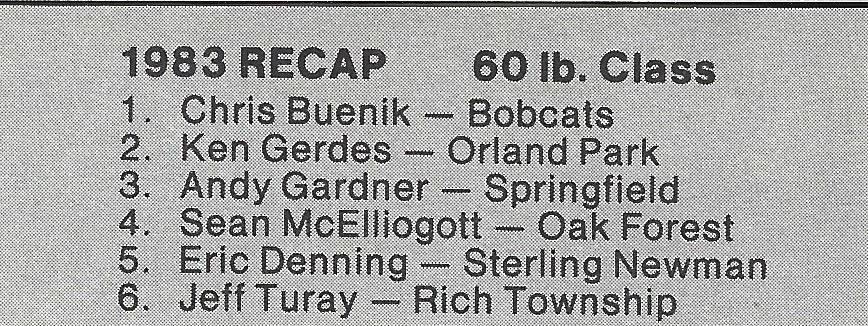 1983 RECAP 60 lb. Class
1. Chris Buenik — Bobcats
2. Ken Gerdes — Orland Park
3. Andy Gardner — Springfield
4. Sean McElliogott — Oak Forest
5. Eric Denning — Sterling Newman
6. Jeff Turay — Rich Township